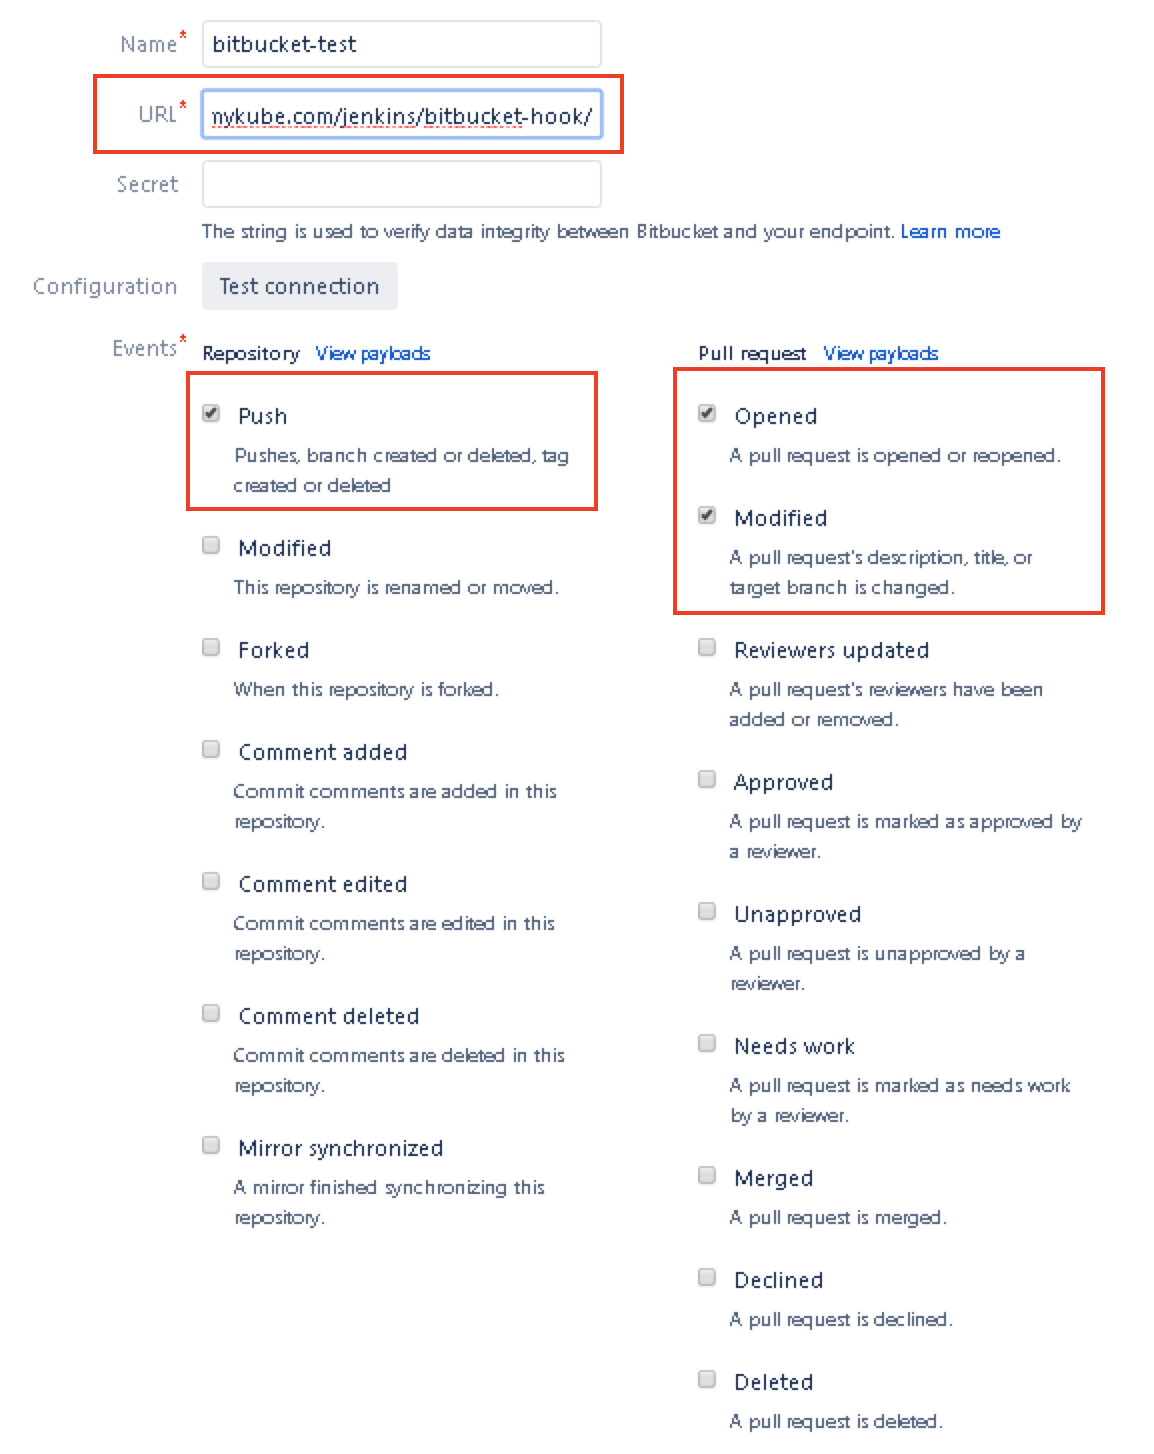 Name*
bitbucket-test
URL*
nykube.com/jenkins/bitbucket-hook/
Secret
The string is used to verify data integrity between Bitbucket and your endpoint. Learn more
Configuration
Test connection
Events*
Repository View payloads
Push
Pushes, branch created or deleted, tag
created or deleted
Modified
This repository is renamed or moved.
Forked
When this repository is forked.
Comment added
Commit comments are added in this
repository.
Comment edited
Commit comments are edited in this
repository.
Comment deleted
Commit comments are deleted in this
repository.
Mirror synchronized
A mirror finished synchronizing this
repository.
Pull request View payloads
Opened
A pull request is opened or reopened.
Modified
A pull request's description, title, or
target branch is changed.
Reviewers updated
A pull request's reviewers have been
added or removed.
Approved
A pull request is marked as approved by
a reviewer.
Unapproved
A pull request is unapproved by a
reviewer.
Needs work
A pull request is marked as needs work
by a reviewer.
Merged
A pull request is merged.
Declined
A pull request is declined.
Deleted
A pull request is deleted.